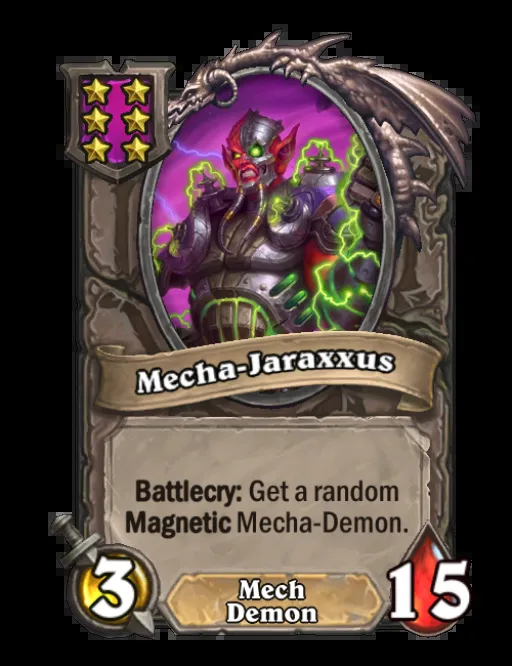 Mecha-Jaraxxus
Battlecry: Get a random
Magnetic Mecha-Demon.
3
Mech
Demon
15